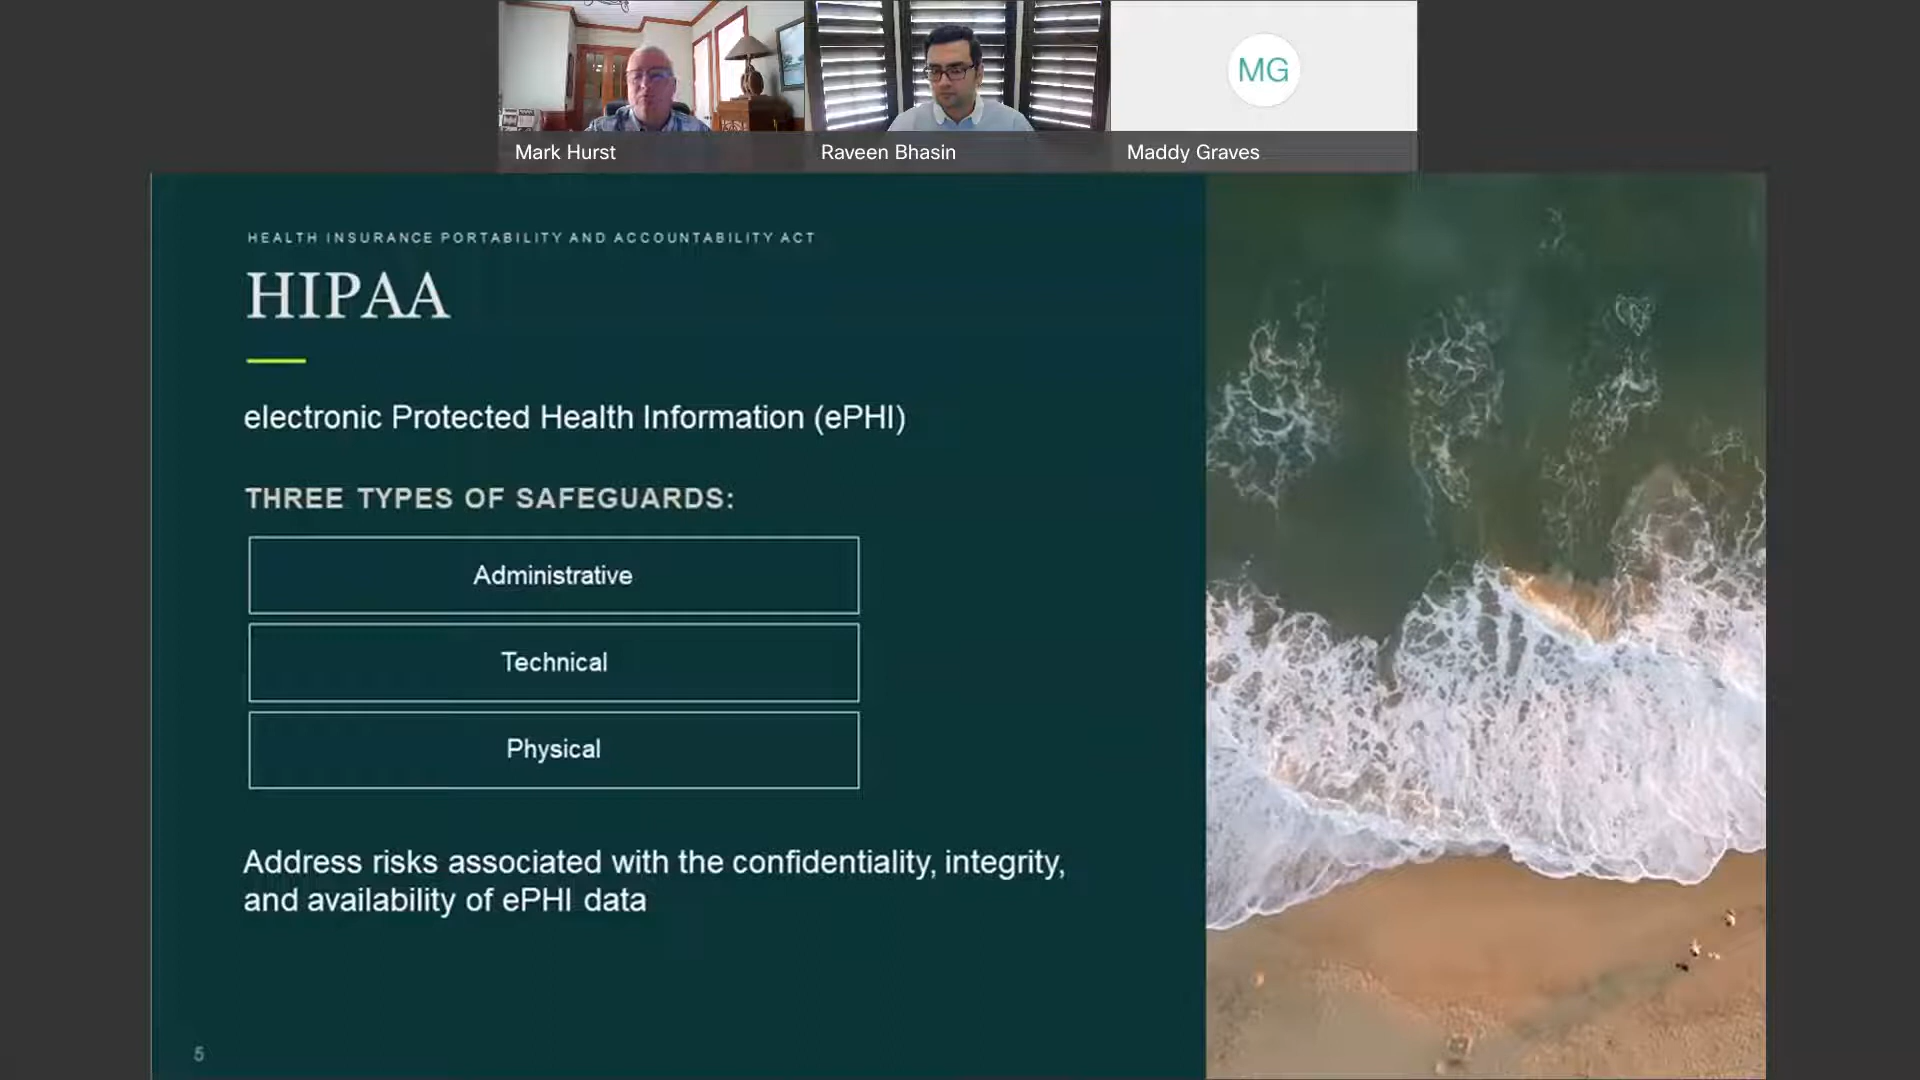 MG
Mark Hurst
Raveen Bhasin
Maddy Graves
HEALTH INSURANCE PORTABILITY AND ACCOUNTABILITY ACT
HIPAA
electronic Protected Health Information (ePHI)
THREE TYPES OF SAFEGUARDS:
Administrative
Technical
Physical
Address risks associated with the confidentiality, integrity,
and availability of ePHI data
5